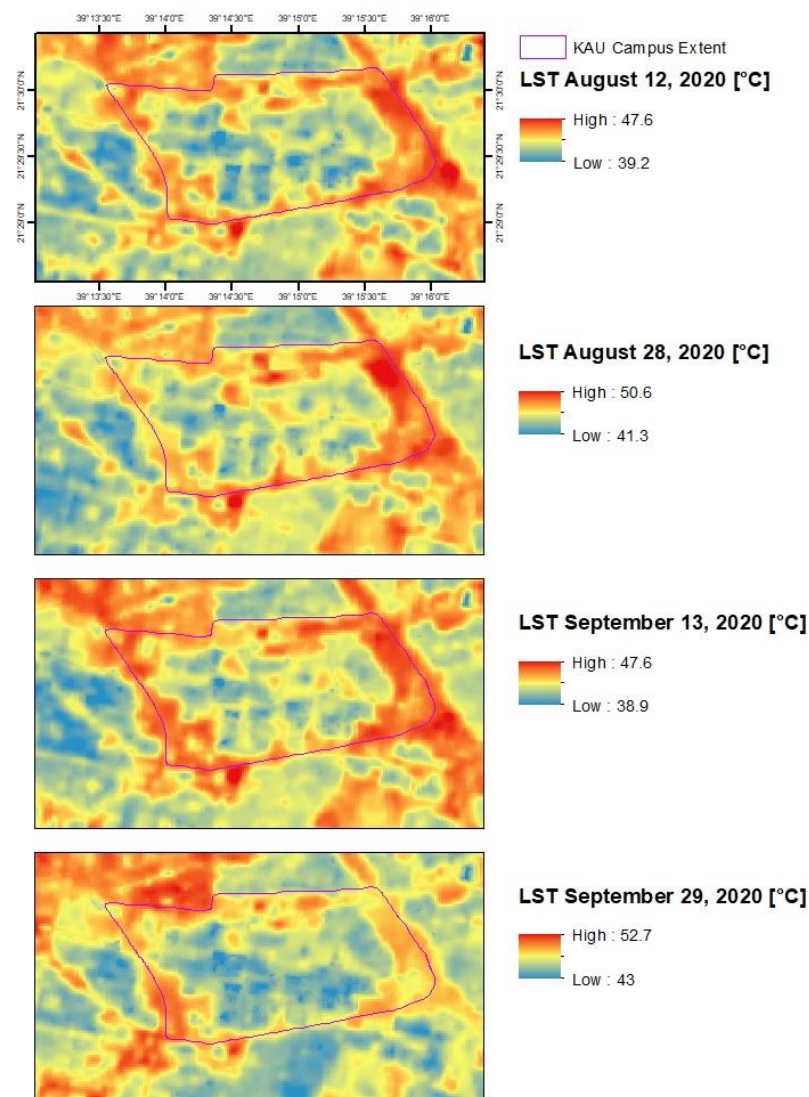 39° 13'30"E 39° 14'0"E 39° 14'30"E 39° 15'0"E 39° 15'30"E 39° 16'0"E
21° 30'0"N 21° 30'0"N
21° 29'30"N 21° 29'30"N
21° 29'0"N 21° 29'0"N
39° 13'30"E 39° 14'0"E 39° 14'30"E 39° 15'0"E 39° 15'30"E 39° 16'0"E
KAU Campus Extent
LST August 12, 2020 [°C]
High : 47.6
Low : 39.2
LST August 28, 2020 [°C]
High : 50.6
Low : 41.3
LST September 13, 2020 [°C]
High : 47.6
Low : 38.9
LST September 29, 2020 [°C]
High : 52.7
Low : 43